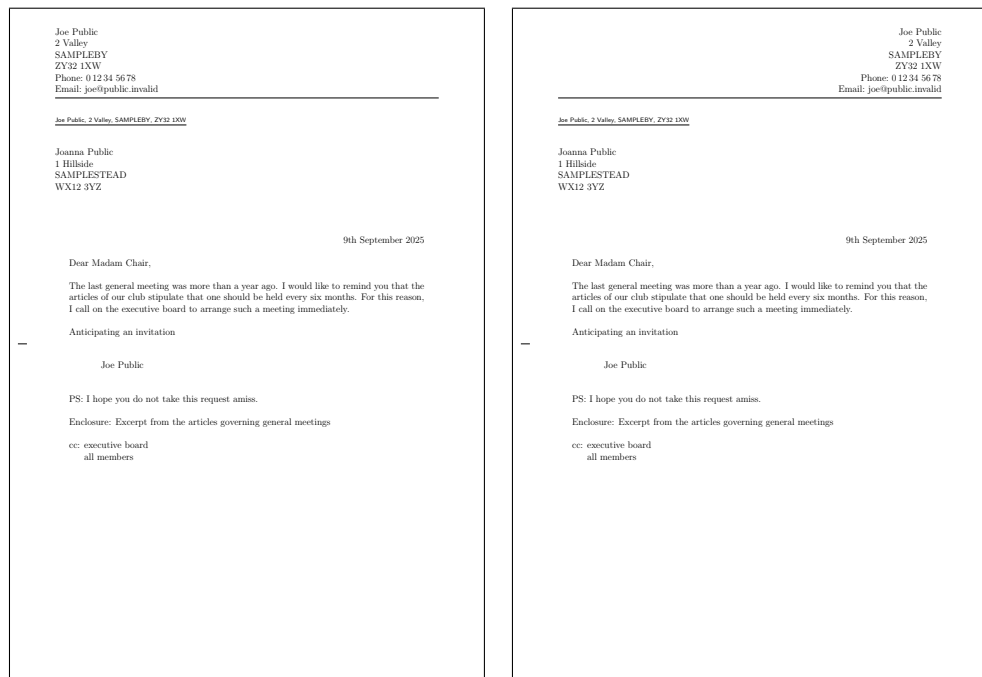 Joe Public
2 Valley
SAMPLEBY
ZY32 1XW
Phone: 0 12 34 56 78
Email: joe@public.invalid
Joe Public, 2 Valley, SAMPLEBY, ZY32 1XW
Joanna Public
1 Hillside
SAMPLESTEAD
WX12 3YZ
9th September 2025
Dear Madam Chair,
The last general meeting was more than a year ago. I would like to remind you that the
articles of our club stipulate that one should be held every six months. For this reason,
I call on the executive board to arrange such a meeting immediately.
Anticipating an invitation
Joe Public
PS: I hope you do not take this request amiss.
Enclosure: Excerpt from the articles governing general meetings
cc: executive board
all members
Joe Public
2 Valley
SAMPLEBY
ZY32 1XW
Phone: 0 12 34 56 78
Email: joe@public.invalid
Joe Public, 2 Valley, SAMPLEBY, ZY32 1XW
Joanna Public
1 Hillside
SAMPLESTEAD
WX12 3YZ
9th September 2025
Dear Madam Chair,
The last general meeting was more than a year ago. I would like to remind you that the
articles of our club stipulate that one should be held every six months. For this reason,
I call on the executive board to arrange such a meeting immediately.
Anticipating an invitation
Joe Public
PS: I hope you do not take this request amiss.
Enclosure: Excerpt from the articles governing general meetings
cc: executive board
all members